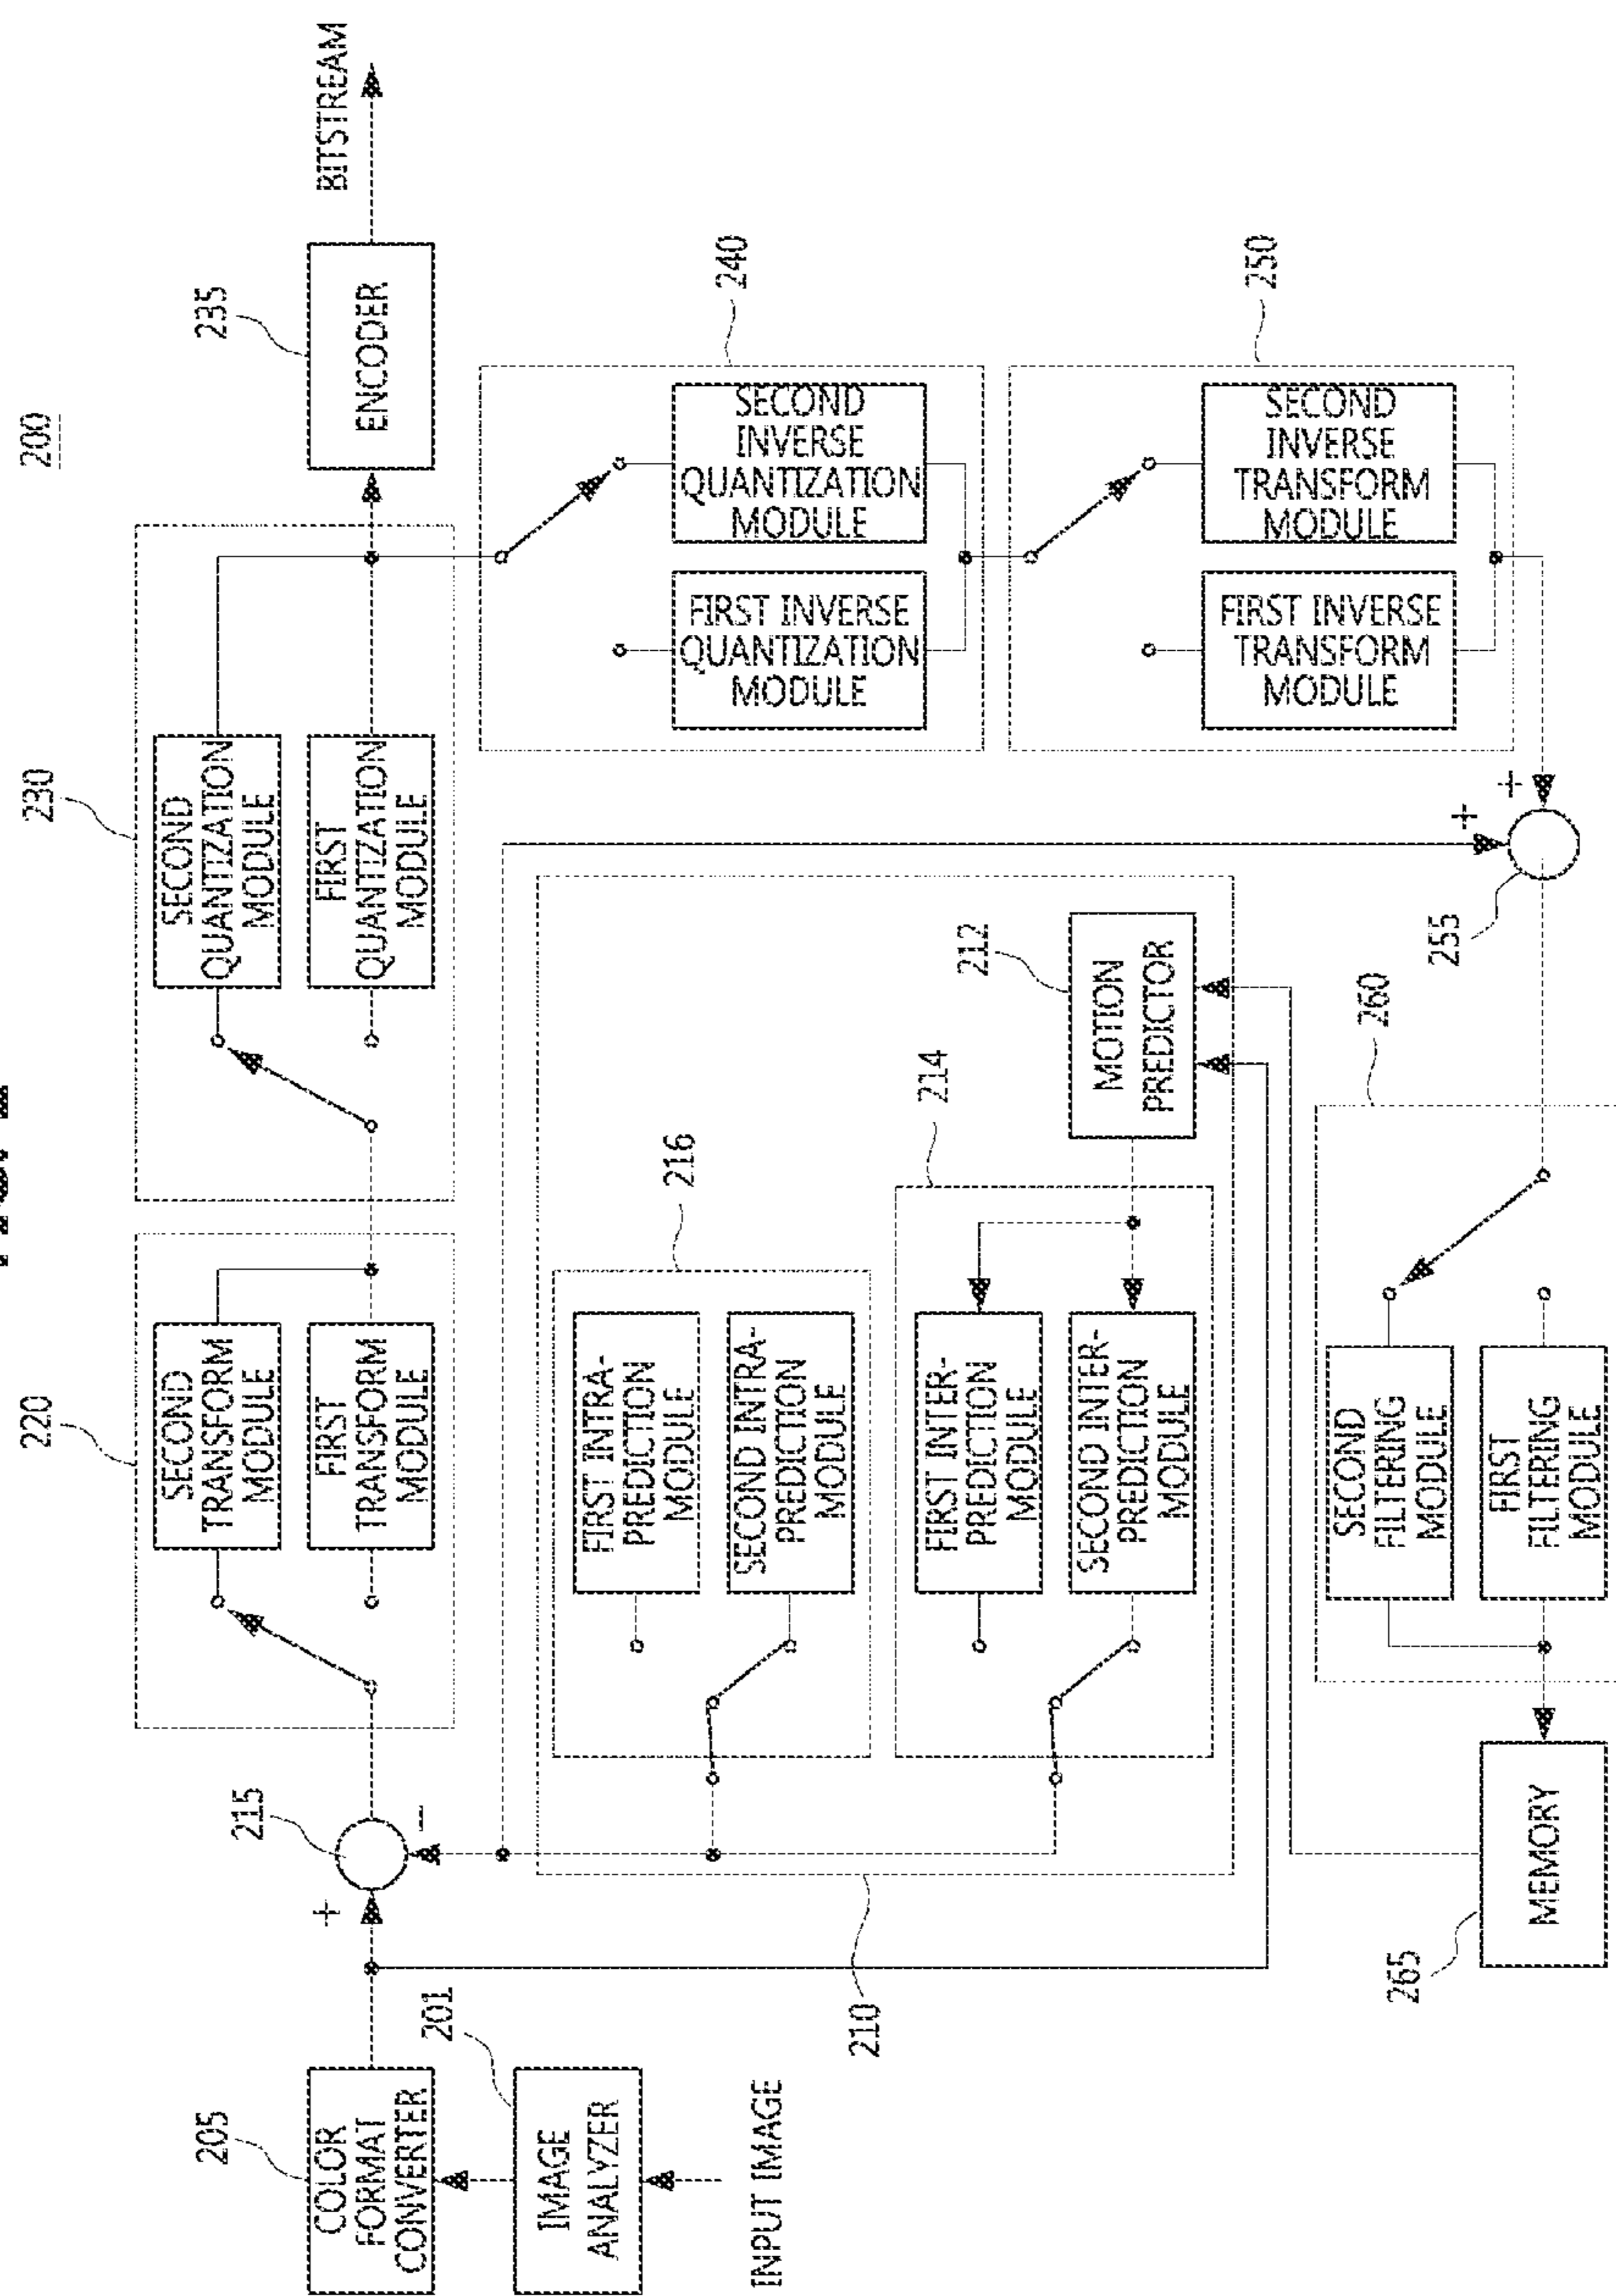 200
220
230
235
SECOND
TRANSFORM
MODULE
FIRST
TRANSFORM
MODULE
SECOND
QUANTIZATION
MODULE
FIRST
QUANTIZATION
MODULE
ENCODER
BITSTREAM
205
COLOR
FORMAT
CONVERTER
+
215
−
201
IMAGE
ANALYZER
INPUT IMAGE
210
216
FIRST INTRA-
PREDICTION
MODULE
SECOND INTRA-
PREDICTION
MODULE
214
FIRST INTER-
PREDICTION
MODULE
SECOND INTER-
PREDICTION
MODULE
212
MOTION
PREDICTOR
240
FIRST INVERSE
QUANTIZATION
MODULE
SECOND
INVERSE
QUANTIZATION
MODULE
250
FIRST INVERSE
TRANSFORM
MODULE
SECOND
INVERSE
TRANSFORM
MODULE
+
+
255
260
SECOND
FILTERING
MODULE
FIRST
FILTERING
MODULE
265
MEMORY